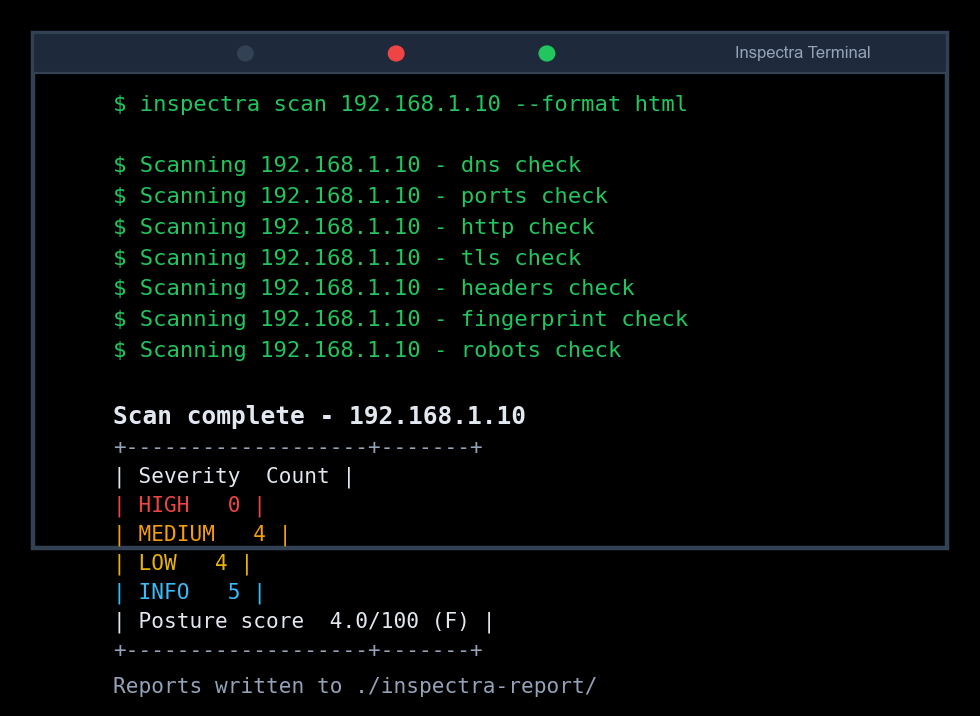 Inspectra Terminal
$ inspectra scan 192.168.1.10 --format html
$ Scanning 192.168.1.10 - dns check
$ Scanning 192.168.1.10 - ports check
$ Scanning 192.168.1.10 - http check
$ Scanning 192.168.1.10 - tls check
$ Scanning 192.168.1.10 - headers check
$ Scanning 192.168.1.10 - fingerprint check
$ Scanning 192.168.1.10 - robots check
Scan complete - 192.168.1.10
+-------------------+-------+
| Severity  Count |
| HIGH   0 |
| MEDIUM   4 |
| LOW   4 |
| INFO   5 |
| Posture score  4.0/100 (F) |
+-------------------+-------+
Reports written to ./inspectra-report/